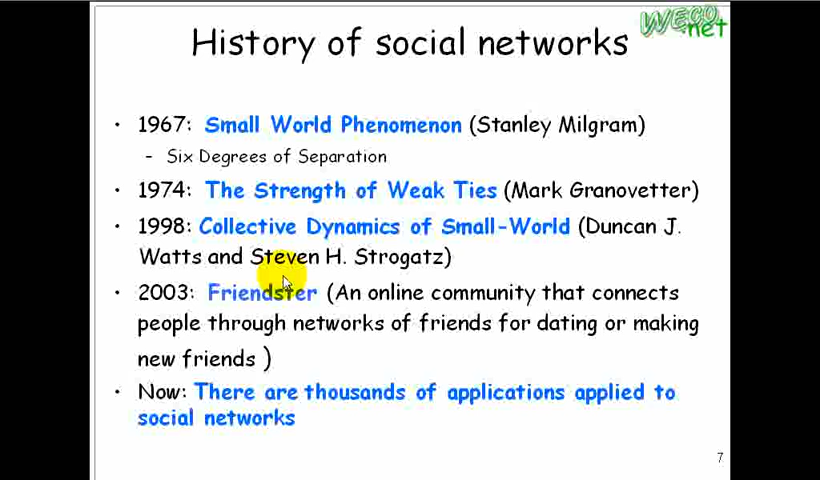 WECO
.net
History of social networks
• 1967: Small World Phenomenon (Stanley Milgram)
– Six Degrees of Separation
• 1974: The Strength of Weak Ties (Mark Granovetter)
• 1998: Collective Dynamics of Small-World (Duncan J.
Watts and Steven H. Strogatz)
• 2003: Friendster (An online community that connects
people through networks of friends for dating or making
new friends )
• Now: There are thousands of applications applied to
social networks
7